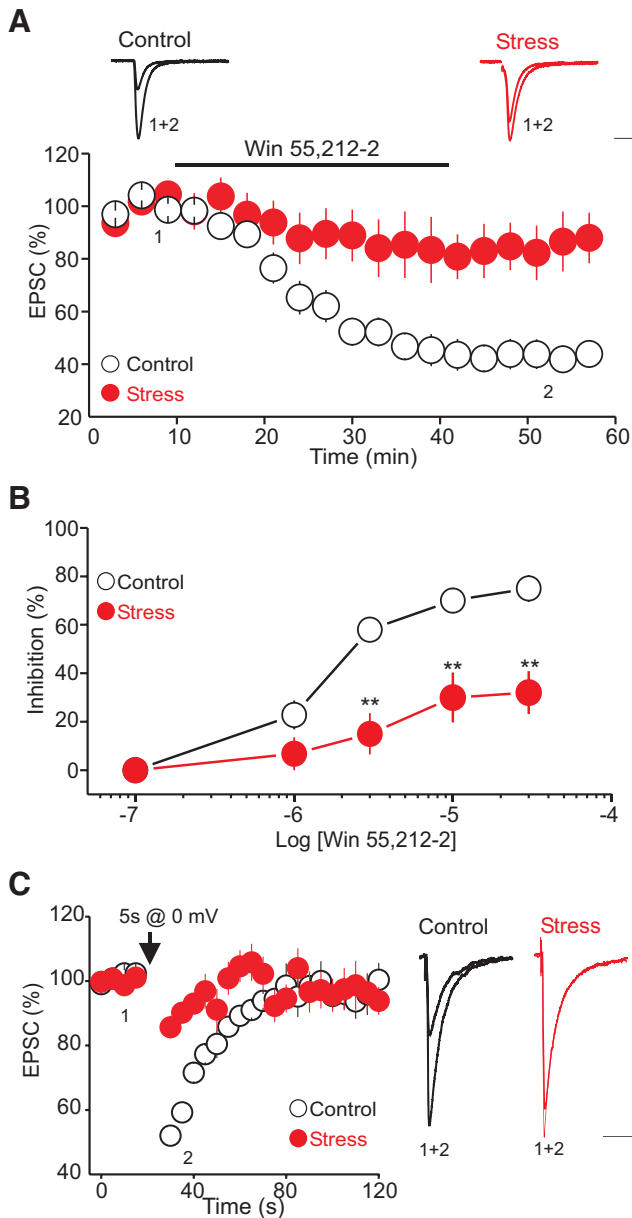 A
Control
Stress
1+2
1+2
Win 55,212-2
120
100
80
60
40
20
EPSC (%)
1
2
Control
Stress
0
10
20
30
40
50
60
Time (min)
B
100
80
60
40
20
0
Inhibition (%)
Control
Stress
**
**
**
-7
-6
-5
-4
Log [Win 55,212-2]
C
5s @ 0 mV
Control
Stress
120
100
80
60
40
EPSC (%)
1
2
Control
Stress
1+2
1+2
0
40
80
120
Time (s)